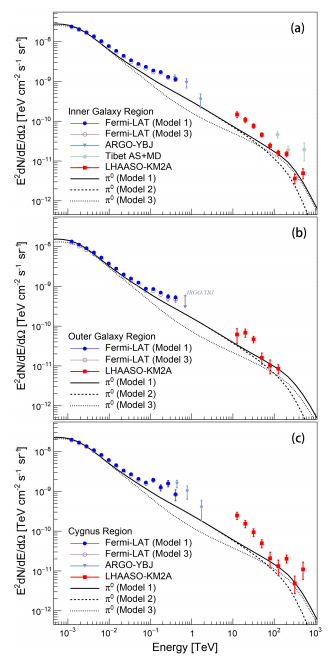 (a)
E²dN/dE/dΩ [TeV cm⁻² s⁻¹ sr⁻¹]
10⁻⁸
10⁻⁹
10⁻¹⁰
10⁻¹¹
10⁻¹²
Inner Galaxy Region
Fermi-LAT (Model 1)
Fermi-LAT (Model 3)
ARGO-YBJ
Tibet AS+MD
LHAASO-KM2A
π⁰ (Model 1)
π⁰ (Model 2)
π⁰ (Model 3)
(b)
E²dN/dE/dΩ [TeV cm⁻² s⁻¹ sr⁻¹]
10⁻⁸
10⁻⁹
10⁻¹⁰
10⁻¹¹
10⁻¹²
ARGO-YBJ
Outer Galaxy Region
Fermi-LAT (Model 1)
Fermi-LAT (Model 3)
LHAASO-KM2A
π⁰ (Model 1)
π⁰ (Model 2)
π⁰ (Model 3)
(c)
E²dN/dE/dΩ [TeV cm⁻² s⁻¹ sr⁻¹]
10⁻⁸
10⁻⁹
10⁻¹⁰
10⁻¹¹
10⁻¹²
Cygnus Region
Fermi-LAT (Model 1)
Fermi-LAT (Model 3)
ARGO-YBJ
LHAASO-KM2A
π⁰ (Model 1)
π⁰ (Model 2)
π⁰ (Model 3)
10⁻³ 10⁻² 10⁻¹ 1 10 10² 10³
Energy [TeV]